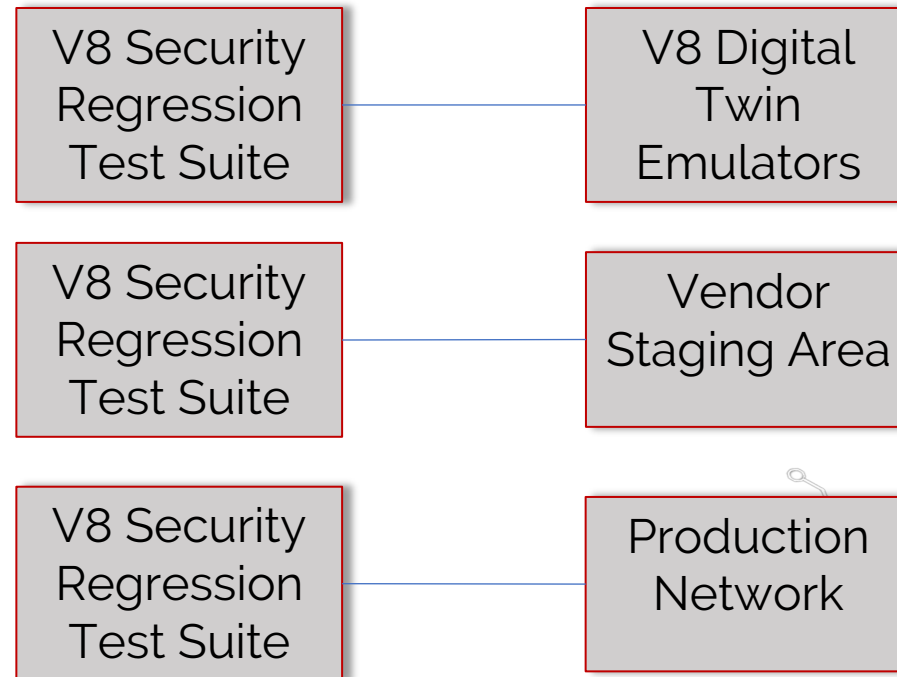 V8 Security
Regression
Test Suite
V8 Digital
Twin
Emulators
V8 Security
Regression
Test Suite
Vendor
Staging Area
V8 Security
Regression
Test Suite
Production
Network